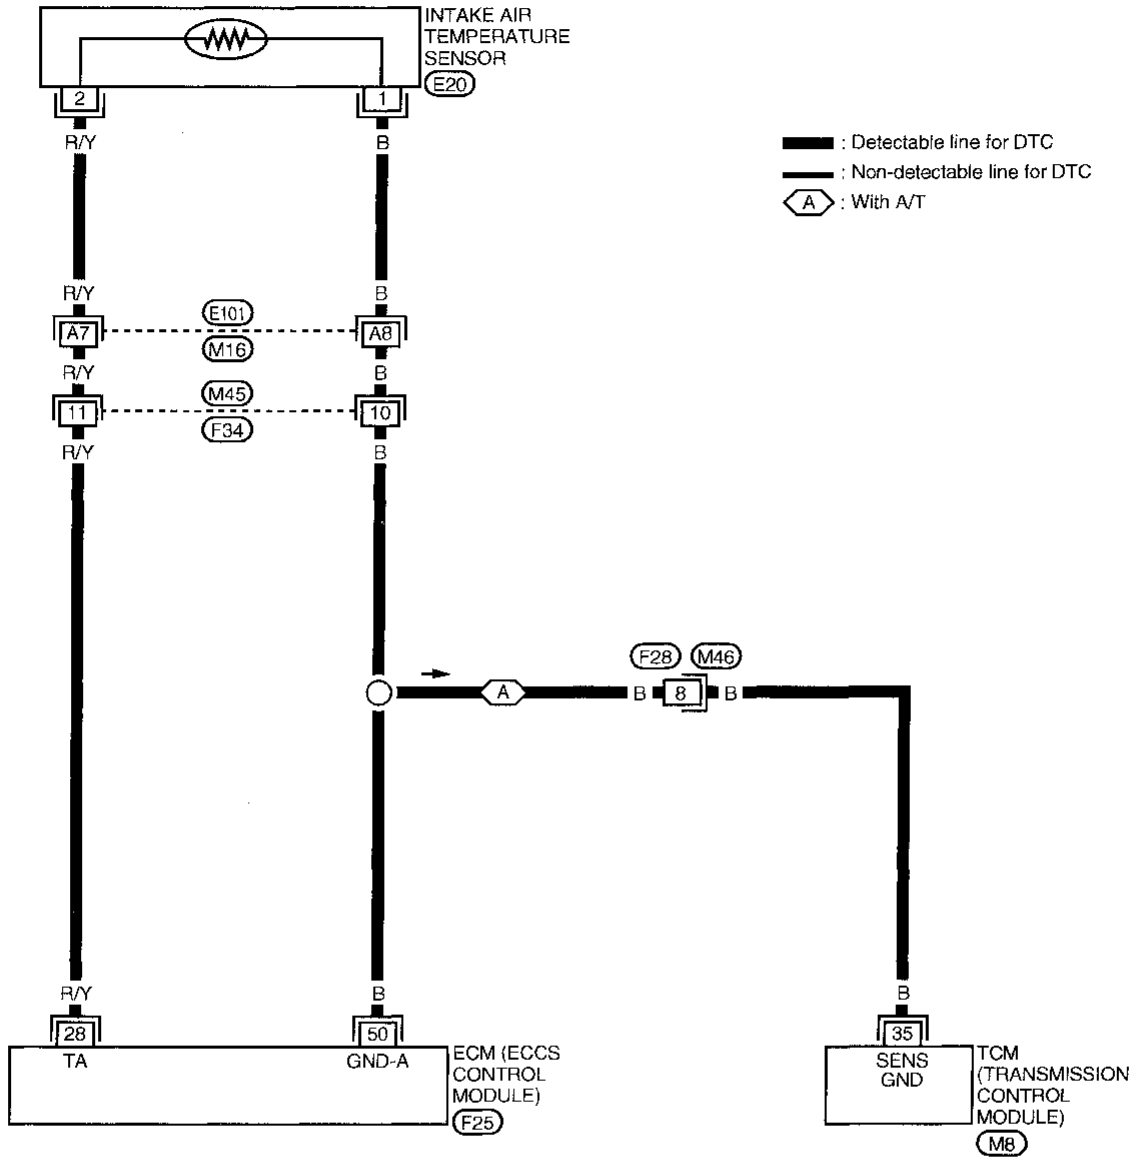 INTAKE AIR
TEMPERATURE
SENSOR
E20
2
1
R/Y
B
: Detectable line for DTC
: Non-detectable line for DTC
A : With A/T
R/Y
B
E101
A7
A8
M16
R/Y
B
M45
11
10
F34
R/Y
B
F28
M46
A
B
8
B
R/Y
B
B
28
50
35
TA
GND-A
ECM (ECCS
CONTROL
MODULE)
F25
SENS
GND
TCM
(TRANSMISSION
CONTROL
MODULE)
M8